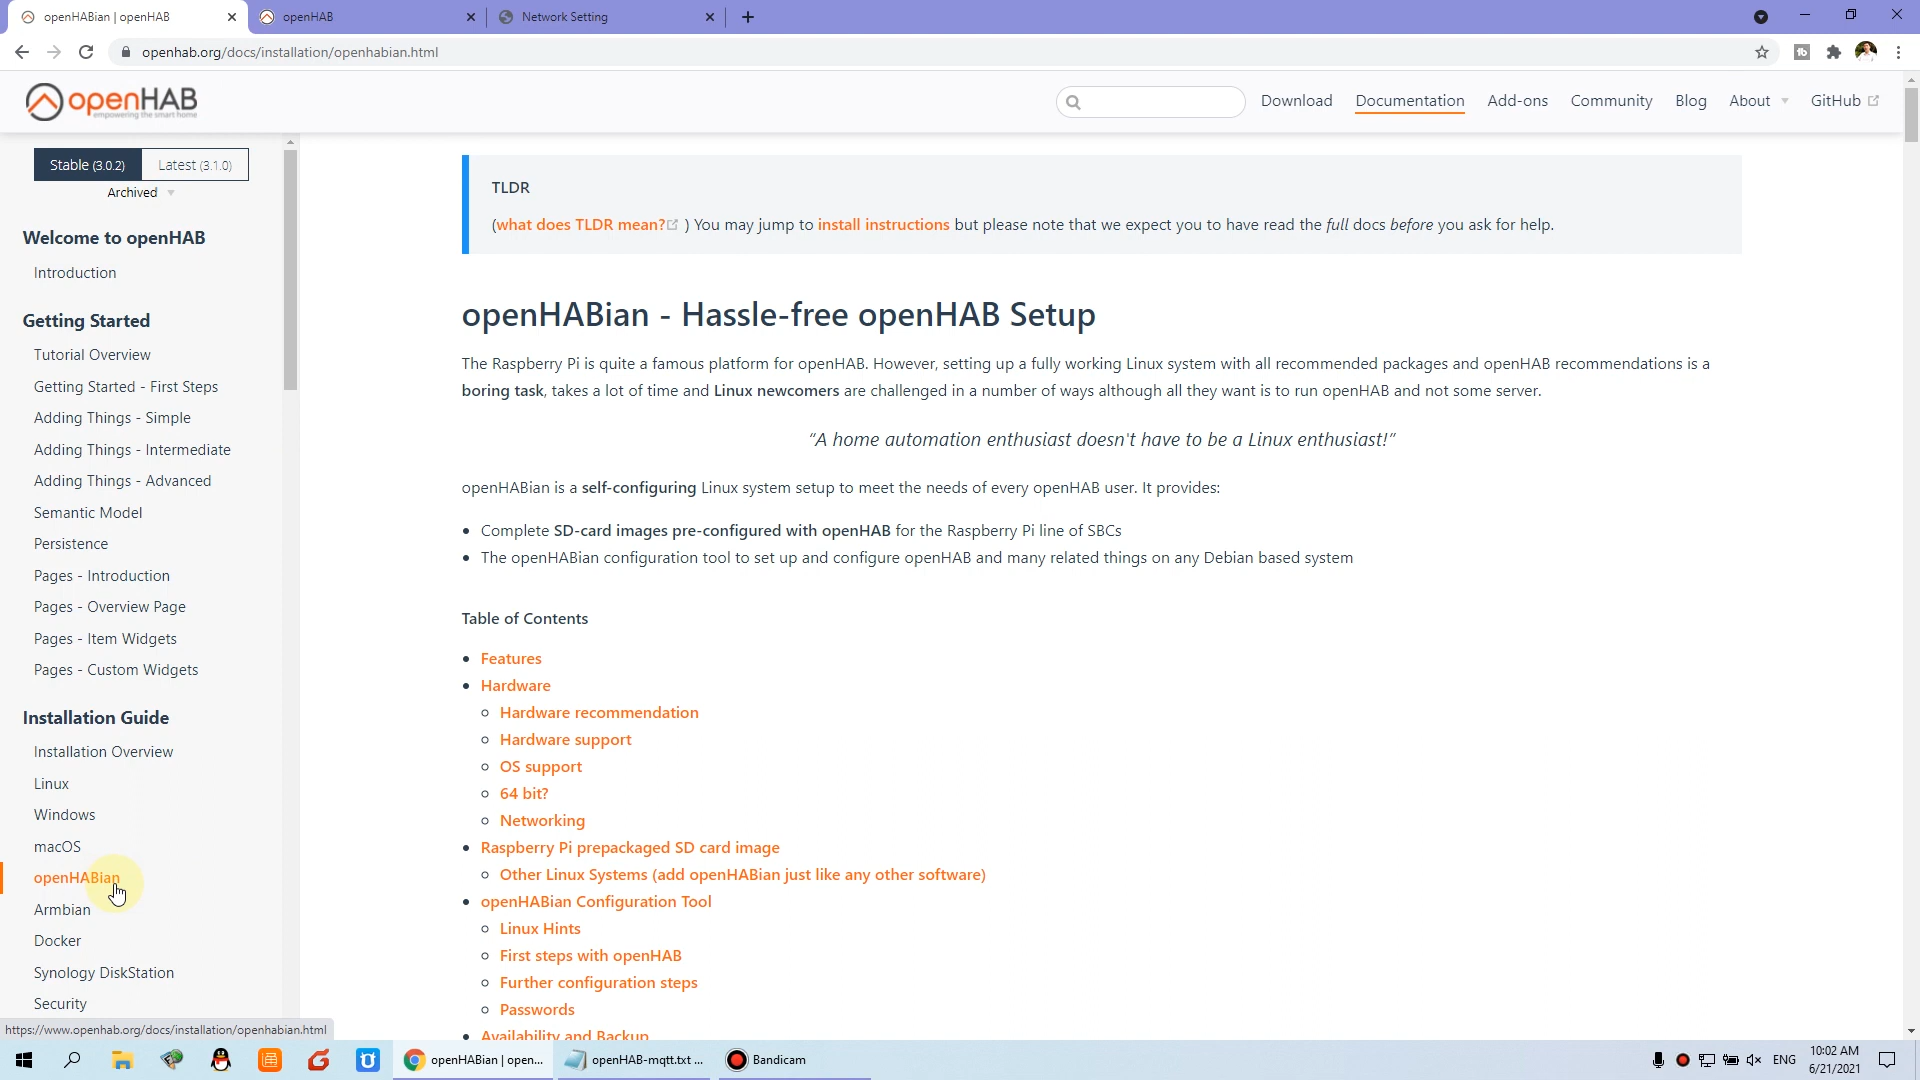 openHABian | openHAB
openHAB
Network Setting
openhab.org/docs/installation/openhabian.html
openHAB
empowering the smart home
Download
Documentation
Add-ons
Community
Blog
About
GitHub
Stable (3.0.2)
Latest (3.1.0)
Archived
Welcome to openHAB
Introduction
Getting Started
Tutorial Overview
Getting Started - First Steps
Adding Things - Simple
Adding Things - Intermediate
Adding Things - Advanced
Semantic Model
Persistence
Pages - Introduction
Pages - Overview Page
Pages - Item Widgets
Pages - Custom Widgets
Installation Guide
Installation Overview
Linux
Windows
macOS
openHABian
Armbian
Docker
Synology DiskStation
Security
https://www.openhab.org/docs/installation/openhabian.html
TLDR
(what does TLDR mean? ) You may jump to install instructions but please note that we expect you to have read the full docs before you ask for help.
openHABian - Hassle-free openHAB Setup
The Raspberry Pi is quite a famous platform for openHAB. However, setting up a fully working Linux system with all recommended packages and openHAB recommendations is a
boring task, takes a lot of time and Linux newcomers are challenged in a number of ways although all they want is to run openHAB and not some server.
“A home automation enthusiast doesn't have to be a Linux enthusiast!”
openHABian is a self-configuring Linux system setup to meet the needs of every openHAB user. It provides:
• Complete SD-card images pre-configured with openHAB for the Raspberry Pi line of SBCs
• The openHABian configuration tool to set up and configure openHAB and many related things on any Debian based system
Table of Contents
• Features
• Hardware
Hardware recommendation
Hardware support
OS support
64 bit?
Networking
• Raspberry Pi prepackaged SD card image
Other Linux Systems (add openHABian just like any other software)
• openHABian Configuration Tool
Linux Hints
First steps with openHAB
Further configuration steps
Passwords
• Availability and Backup
openHABian | open...
openHAB-mqtt.txt ...
Bandicam
ENG
10:02 AM
6/21/2021